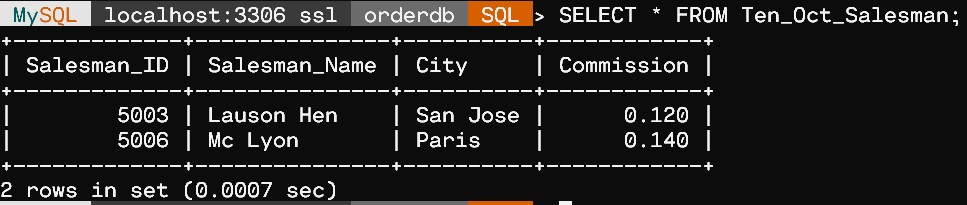 MySQL localhost:3306 ssl orderdb SQL > SELECT * FROM Ten_Oct_Salesman;
+-------------+---------------+----------+------------+
| Salesman_ID | Salesman_Name | City     | Commission |
+-------------+---------------+----------+------------+
|        5003 | Lauson Hen    | San Jose |      0.120 |
|        5006 | Mc Lyon       | Paris    |      0.140 |
+-------------+---------------+----------+------------+
2 rows in set (0.0007 sec)